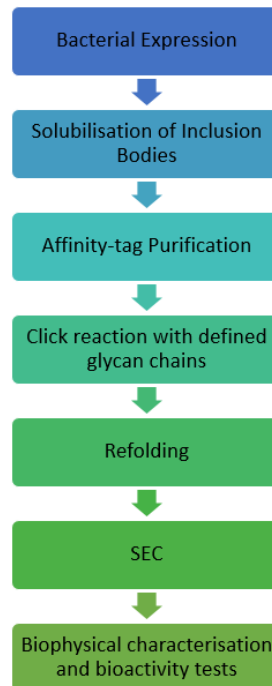 Bacterial Expression
Solubilisation of Inclusion
Bodies
Affinity-tag Purification
Click reaction with defined
glycan chains
Refolding
SEC
Biophysical characterisation
and bioactivity tests